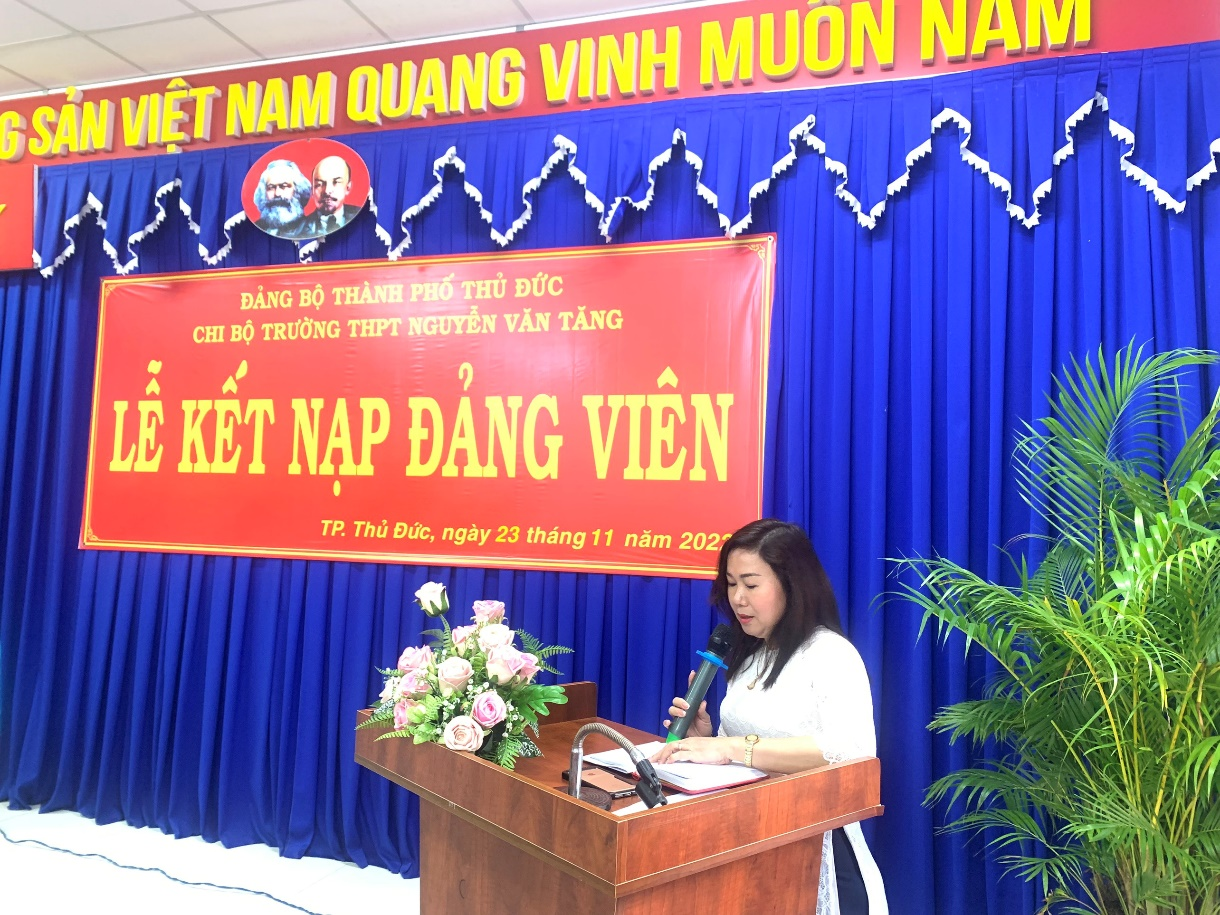 SẢN VIỆT NAM QUANG VINH MUÔN NĂM
ĐẢNG BỘ THÀNH PHỐ THỦ ĐỨC
CHI BỘ TRƯỜNG THPT NGUYỄN VĂN TĂNG
LỄ KẾT NẠP ĐẢNG VIÊN
TP. Thủ Đức, ngày 23 tháng 11 năm